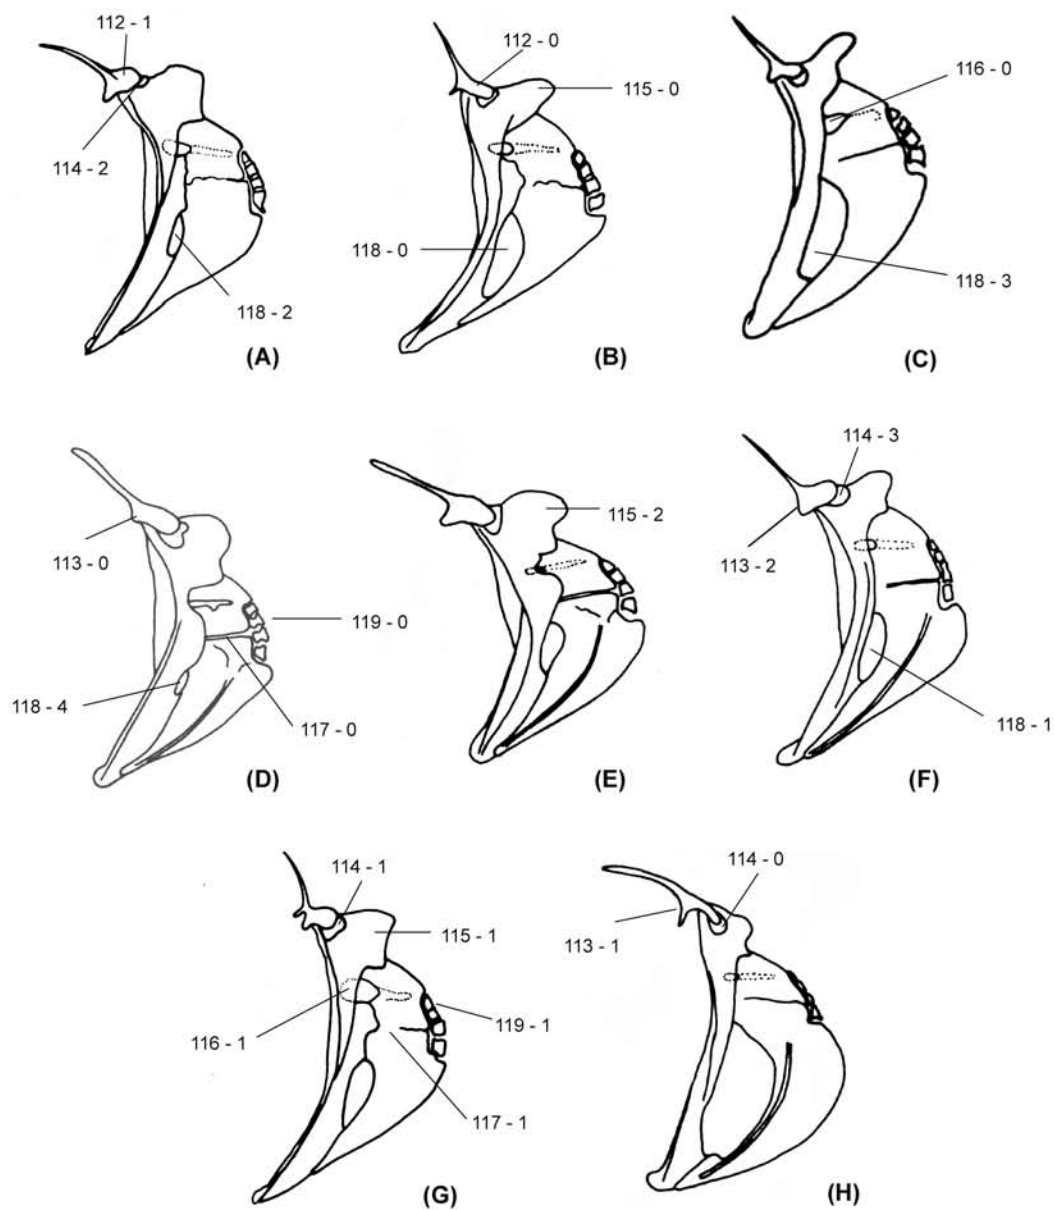 112 - 1
114 - 2
118 - 2
(A)
112 - 0
115 - 0
118 - 0
(B)
116 - 0
118 - 3
(C)
113 - 0
119 - 0
118 - 4
117 - 0
(D)
115 - 2
(E)
114 - 3
113 - 2
118 - 1
(F)
114 - 1
115 - 1
116 - 1
119 - 1
117 - 1
(G)
114 - 0
113 - 1
(H)